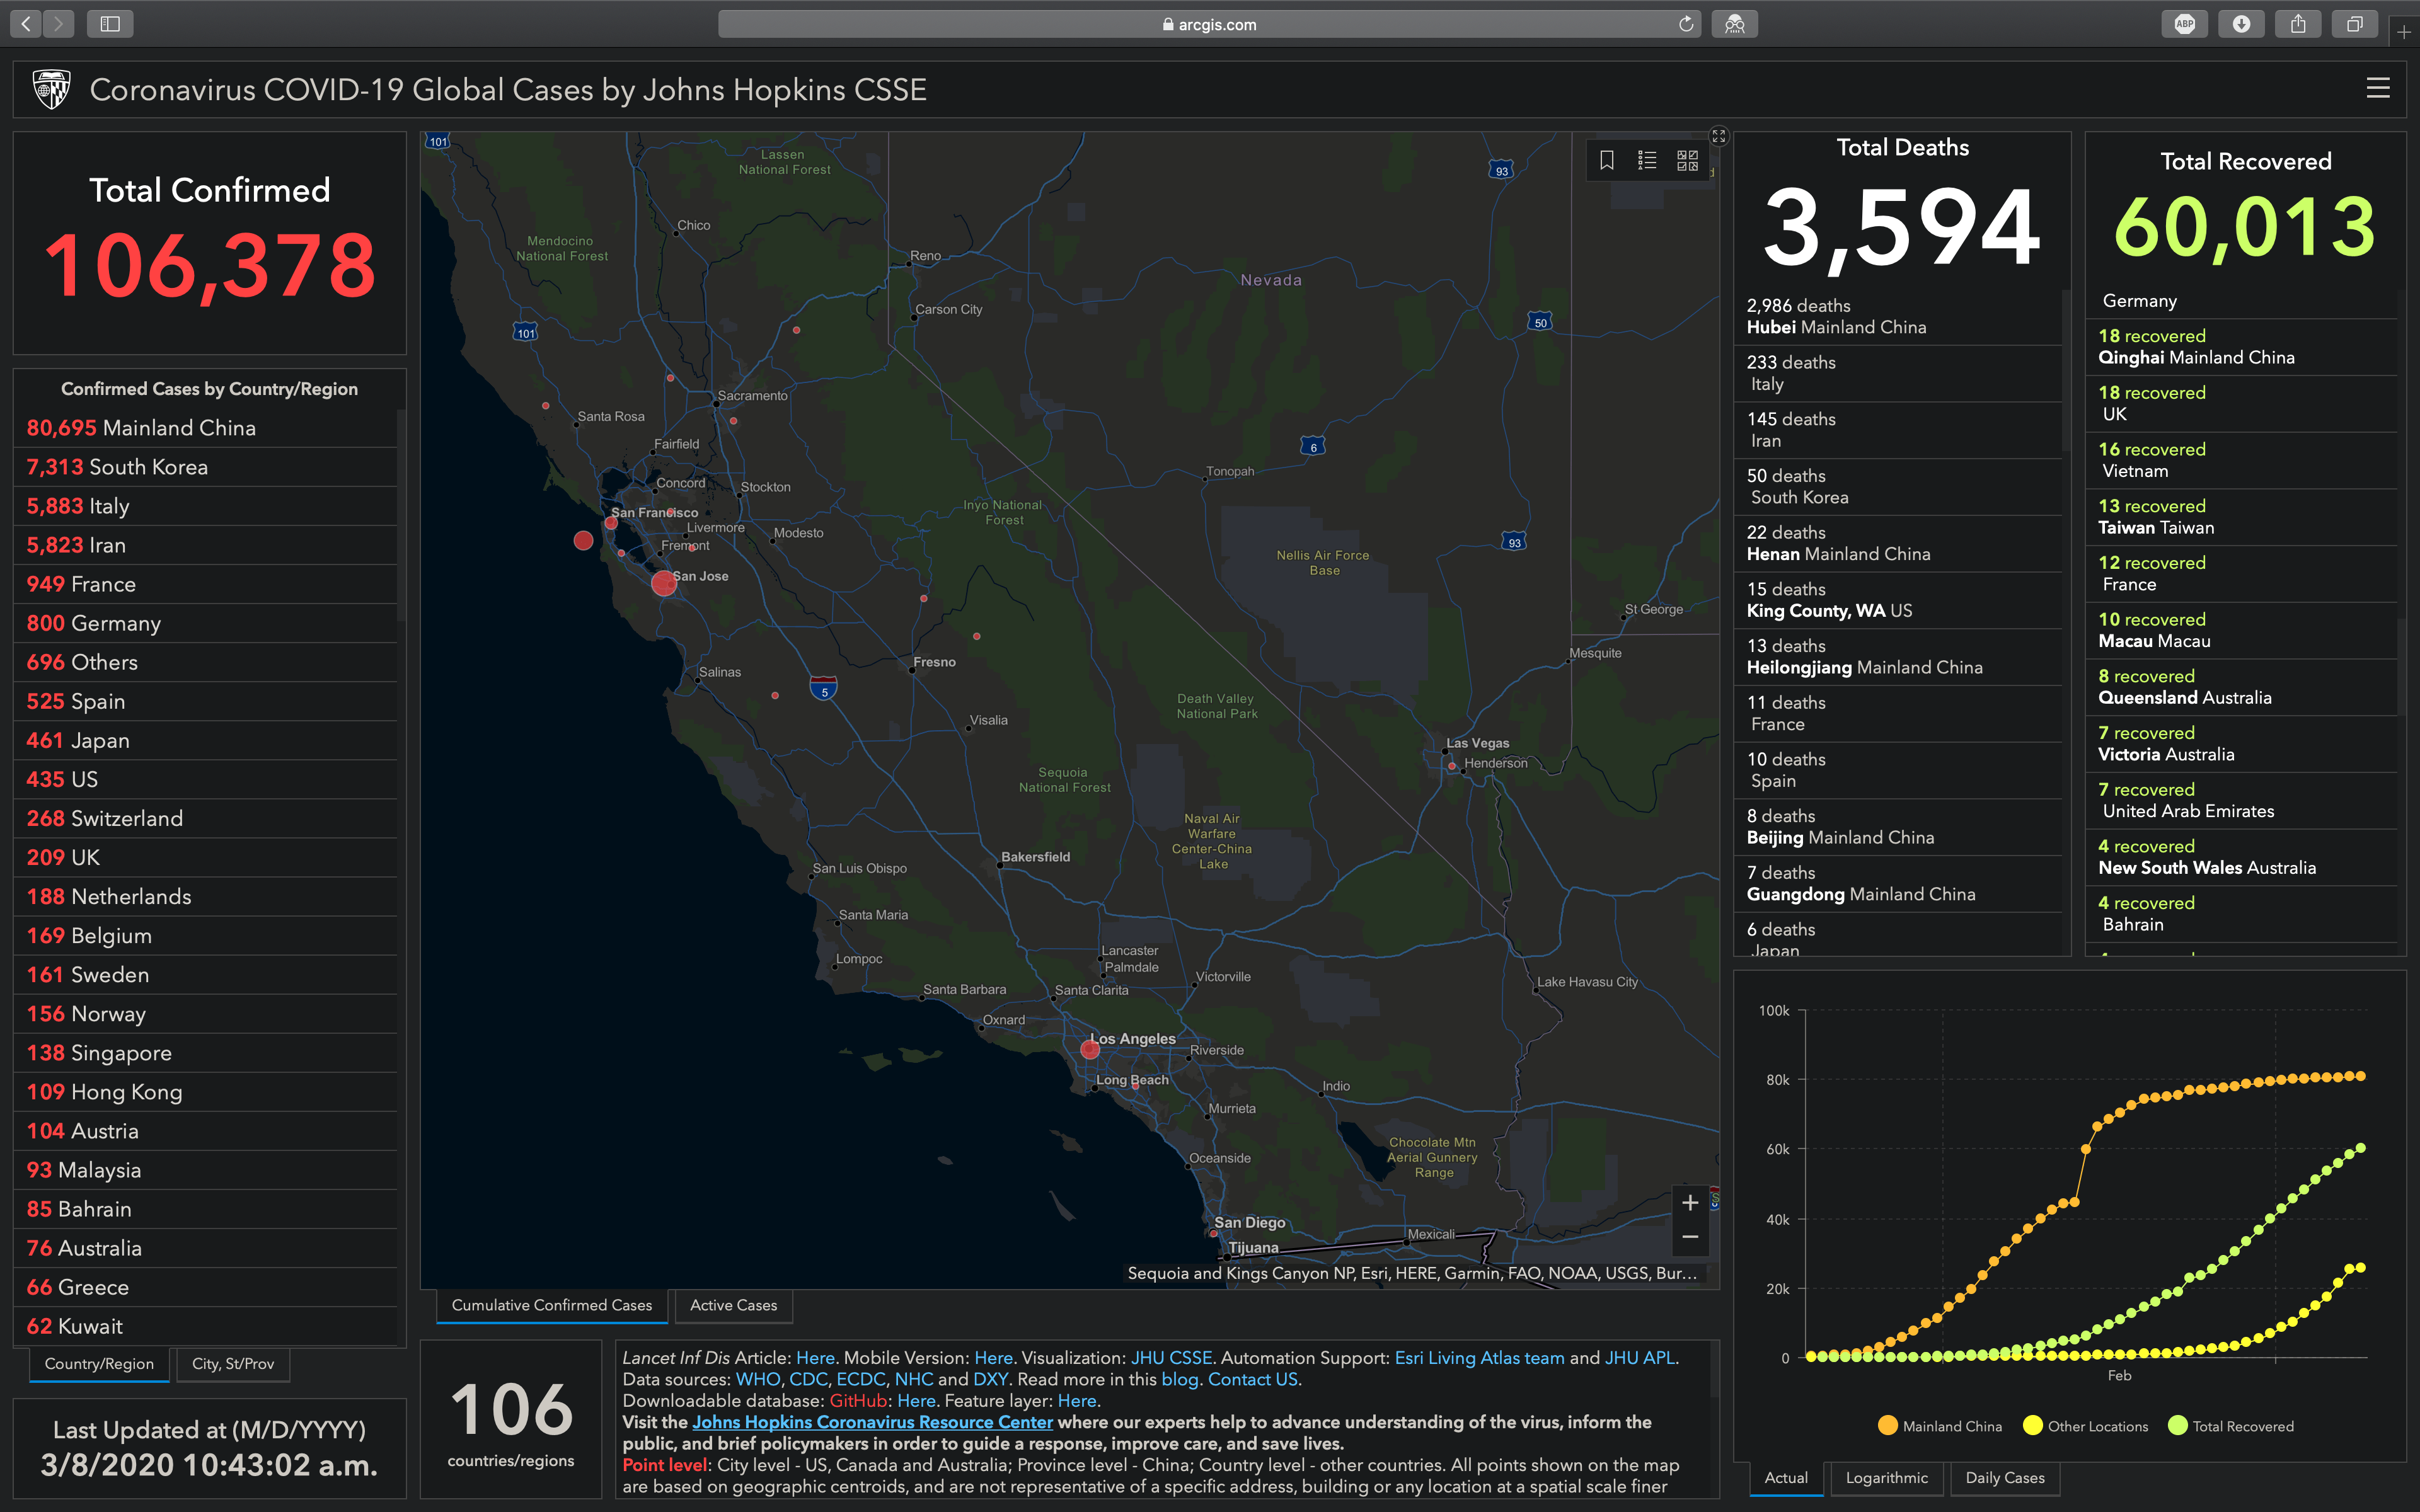 arcgis.com
ABP
Coronavirus COVID-19 Global Cases by Johns Hopkins CSSE
Total Confirmed
106,378
Confirmed Cases by Country/Region
80,695 Mainland China
7,313 South Korea
5,883 Italy
5,823 Iran
949 France
800 Germany
696 Others
525 Spain
461 Japan
435 US
268 Switzerland
209 UK
188 Netherlands
169 Belgium
161 Sweden
156 Norway
138 Singapore
109 Hong Kong
104 Austria
93 Malaysia
85 Bahrain
76 Australia
66 Greece
62 Kuwait
Country/Region
City, St/Prov
Last Updated at (M/D/YYYY)
3/8/2020 10:43:02 a.m.
101
Lassen
National Forest
93
Chico
Mendocino
National Forest
Reno
Nevada
Carson City
101
50
Sacramento
Santa Rosa
Fairfield
6
Tonopah
Concord
Stockton
San Francisco
Livermore
Modesto
Fremont
Inyo National
Forest
93
Nellis Air Force
Base
San Jose
St George
Mesquite
Fresno
Salinas
5
Death Valley
National Park
Visalia
Las Vegas
Henderson
Sequoia
National Forest
Naval Air
Warfare
Center-China
Lake
Bakersfield
San Luis Obispo
Santa Maria
Lancaster
Palmdale
Lompoc
Victorville
Santa Barbara
Santa Clarita
Lake Havasu City
Oxnard
Los Angeles
Riverside
Long Beach
Indio
Murrieta
Chocolate Mtn
Aerial Gunnery
Range
Oceanside
San Diego
Mexicali
Tijuana
+
−
Sequoia and Kings Canyon NP, Esri, HERE, Garmin, FAO, NOAA, USGS, Bur...
Cumulative Confirmed Cases
Active Cases
106
countries/regions
Lancet Inf Dis Article: Here. Mobile Version: Here. Visualization: JHU CSSE. Automation Support: Esri Living Atlas team and JHU APL.
Data sources: WHO, CDC, ECDC, NHC and DXY. Read more in this blog. Contact US.
Downloadable database: GitHub: Here. Feature layer: Here.
Visit the Johns Hopkins Coronavirus Resource Center where our experts help to advance understanding of the virus, inform the
public, and brief policymakers in order to guide a response, improve care, and save lives.
Point level: City level - US, Canada and Australia; Province level - China; Country level - other countries. All points shown on the map
are based on geographic centroids, and are not representative of a specific address, building or any location at a spatial scale finer
Total Deaths
3,594
2,986 deaths
Hubei Mainland China
233 deaths
Italy
145 deaths
Iran
50 deaths
South Korea
22 deaths
Henan Mainland China
15 deaths
King County, WA US
13 deaths
Heilongjiang Mainland China
11 deaths
France
10 deaths
Spain
8 deaths
Beijing Mainland China
7 deaths
Guangdong Mainland China
6 deaths
Japan
Total Recovered
60,013
Germany
18 recovered
Qinghai Mainland China
18 recovered
UK
16 recovered
Vietnam
13 recovered
Taiwan Taiwan
12 recovered
France
10 recovered
Macau Macau
8 recovered
Queensland Australia
7 recovered
Victoria Australia
7 recovered
United Arab Emirates
4 recovered
New South Wales Australia
4 recovered
Bahrain
100k
80k
60k
40k
20k
0
Feb
Mainland China
Other Locations
Total Recovered
Actual
Logarithmic
Daily Cases